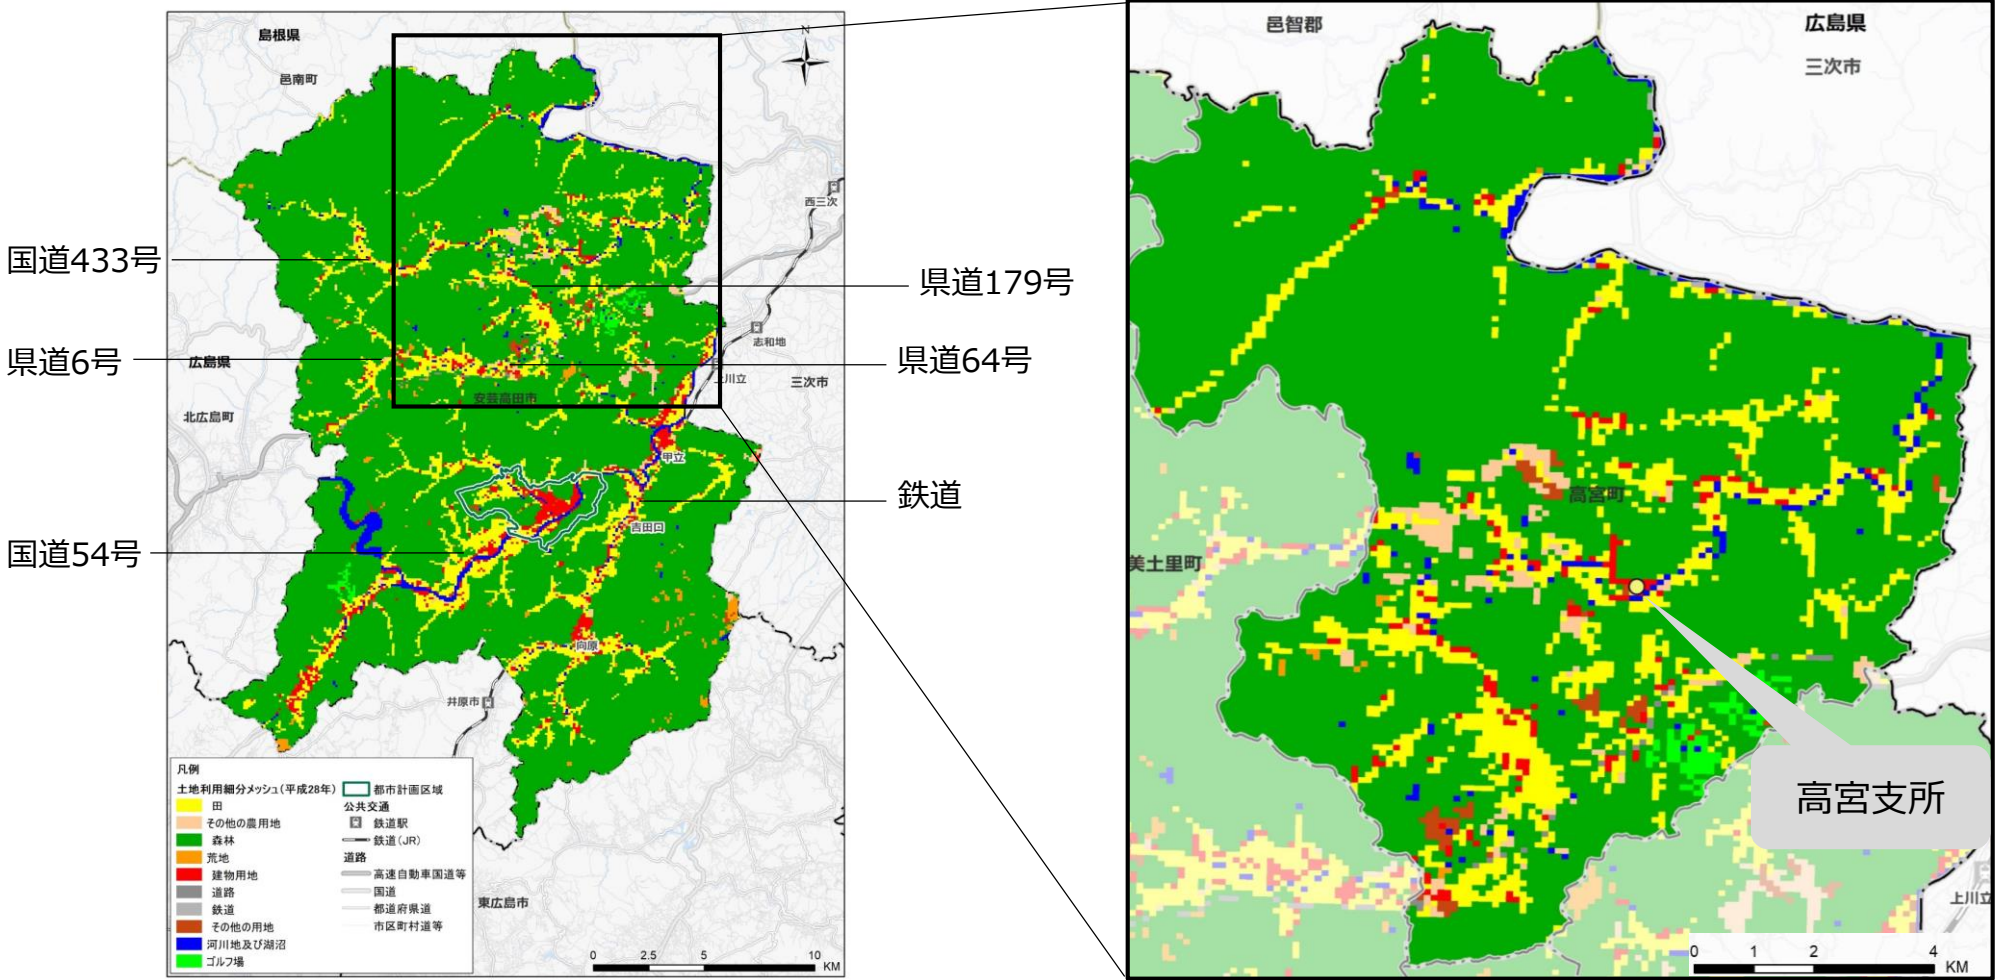 島根県
邑南町
N
西三次
国道433号
県道179号
志和地
県道6号
広島県
県道64号
上川立
三次市
安芸高田市
北広島町
甲立
鉄道
吉田口
国道54号
向原
井原市
東広島市
凡例
土地利用細分メッシュ(平成28年)
田
その他の農用地
森林
荒地
建物用地
道路
鉄道
その他の用地
河川地及び湖沼
ゴルフ場
都市計画区域
公共交通
鉄道駅
鉄道(JR)
道路
高速自動車国道等
国道
都道府県道
市区町村道等
0 2.5 5 10
KM
邑智郡
広島県
三次市
高宮町
美土里町
高宮支所
上川立
0 1 2 4
KM